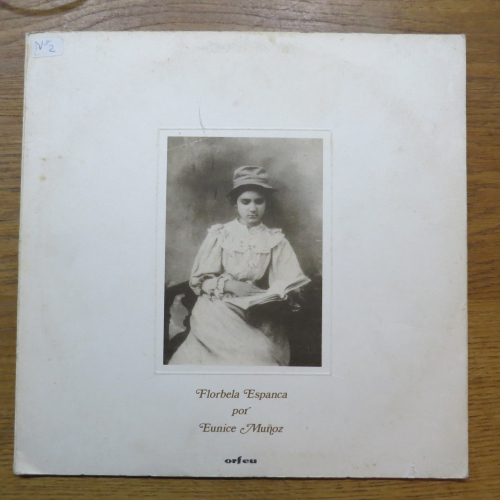 Nº2
Florbela Espanca
por
Eunice Muñoz
orfeu